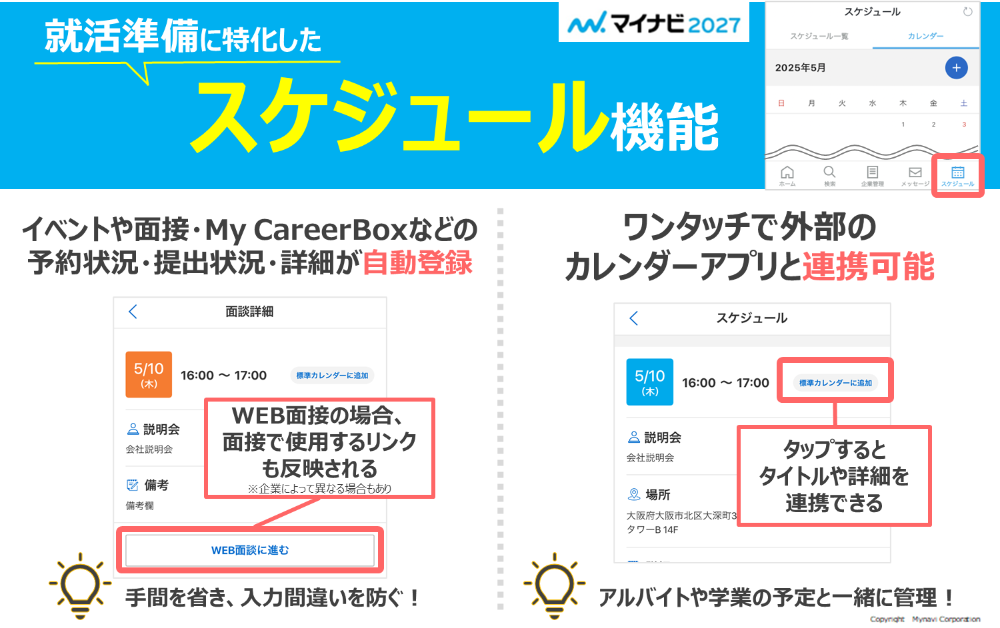 就活準備に特化した
スケジュール機能
マイナビ2027
スケジュール
スケジュール一覧 カレンダー
2025年5月
+
日 月 火 水 木 金 土
1 2 3
ホーム 検索 企業管理 メッセージ スケジュール
イベントや面接・My CareerBoxなどの
予約状況・提出状況・詳細が自動登録
面談詳細
5/10
(木)
16:00 〜 17:00
標準カレンダーに追加
説明会
会社説明会
備考
備考欄
WEB面接の場合、
面接で使用するリンク
も反映される
※企業によって異なる場合もあり
WEB面談に進む
手間を省き、入力間違いを防ぐ！
ワンタッチで外部の
カレンダーアプリと連携可能
スケジュール
5/10
(木)
16:00 〜 17:00
標準カレンダーに追加
説明会
会社説明会
場所
大阪府大阪市北区大深町3
タワーB 14F
タップすると
タイトルや詳細を
連携できる
アルバイトや学業の予定と一緒に管理！
Copyright Mynavi Corporation